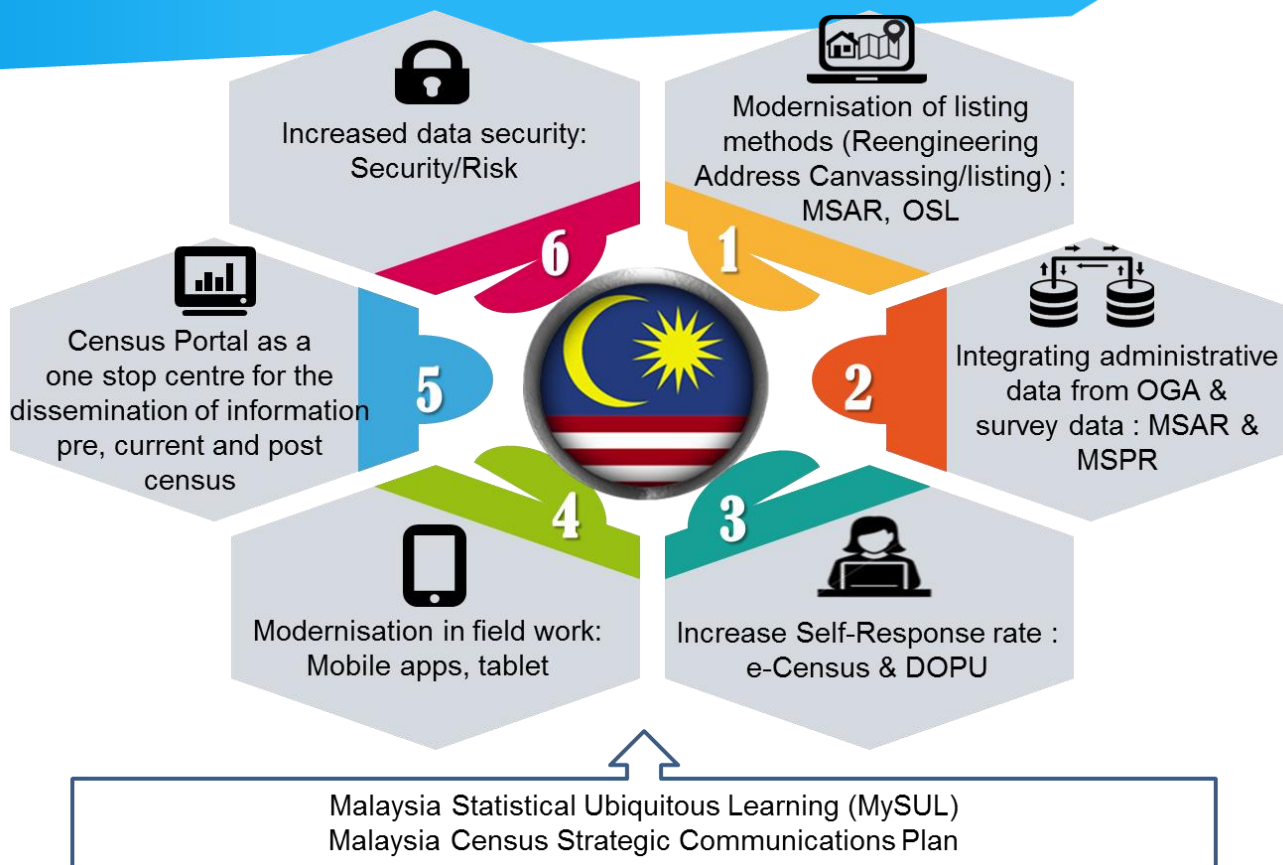 1
Modernisation of listing
methods (Reengineering
Address Canvassing/listing) :
MSAR, OSL
2
Integrating administrative
data from OGA &
survey data : MSAR &
MSPR
3
Increase Self-Response rate :
e-Census & DOPU
4
Modernisation in field work:
Mobile apps, tablet
5
Census Portal as a
one stop centre for the
dissemination of information
pre, current and post
census
6
Increased data security:
Security/Risk
Malaysia Statistical Ubiquitous Learning (MySUL)
Malaysia Census Strategic Communications Plan